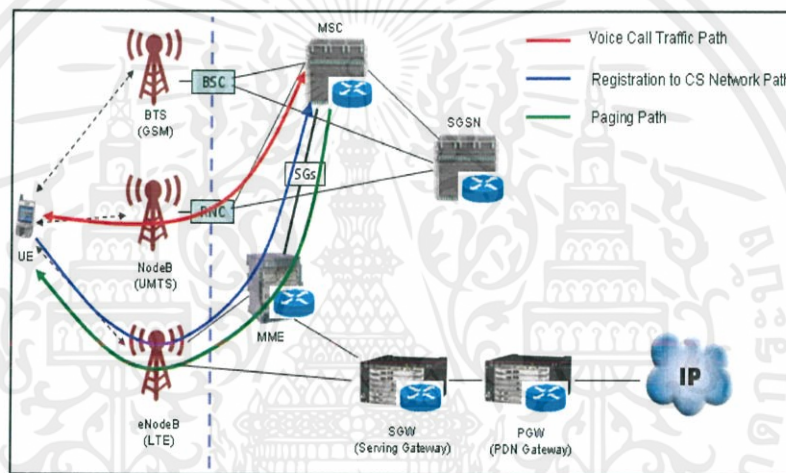 MSC
Voice Call Traffic Path
Registration to CS Network Path
Paging Path
BSC
BTS
(GSM)
SGSN
SGs
RNC
UE
NodeB
(UMTS)
MME
IP
eNodeB
(LTE)
SGW
(Serving Gateway)
PGW
(PDN Gateway)